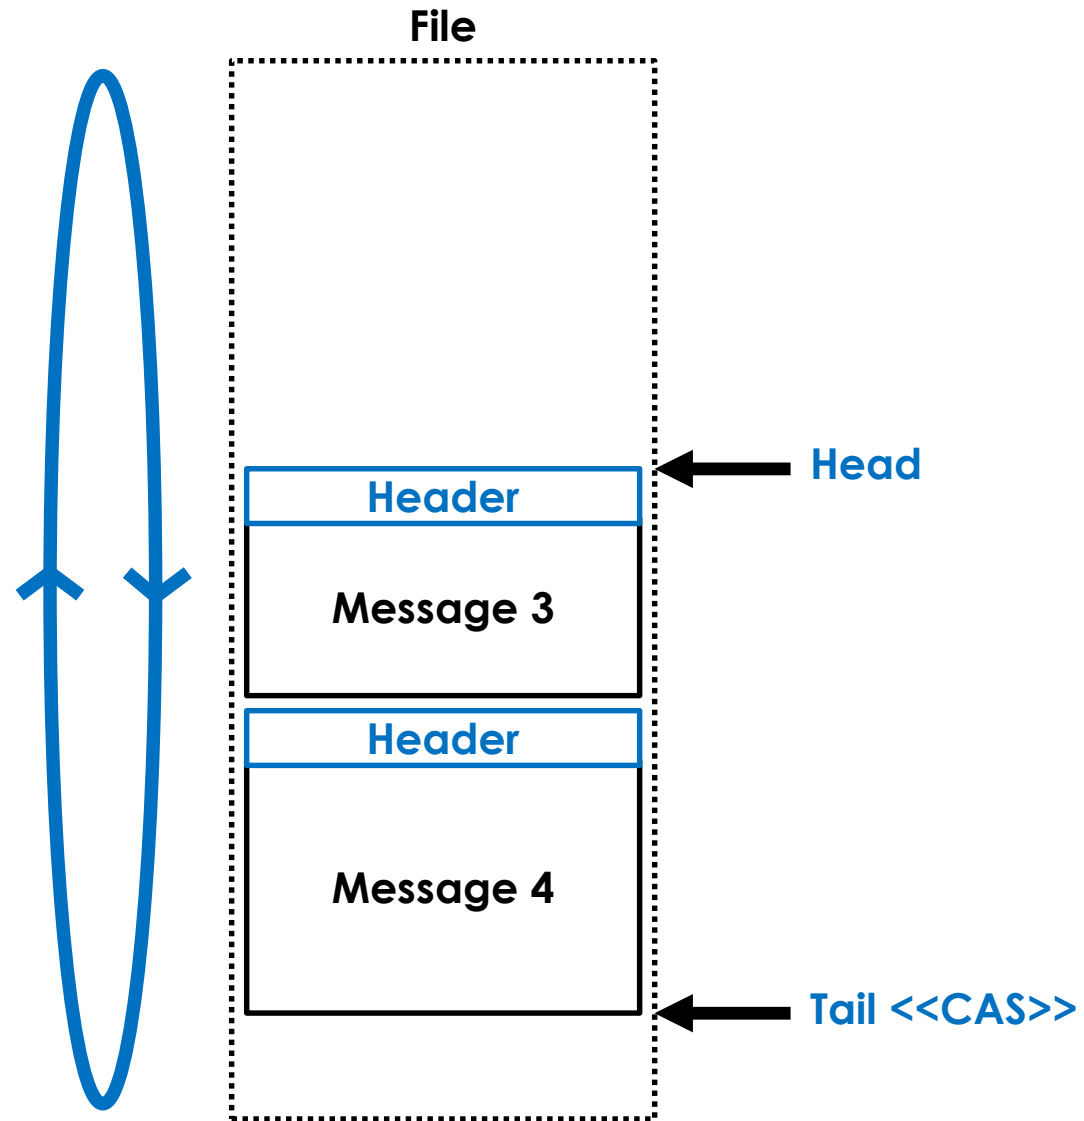 File
Head
Header
Message 3
Header
Message 4
Tail <<CAS>>